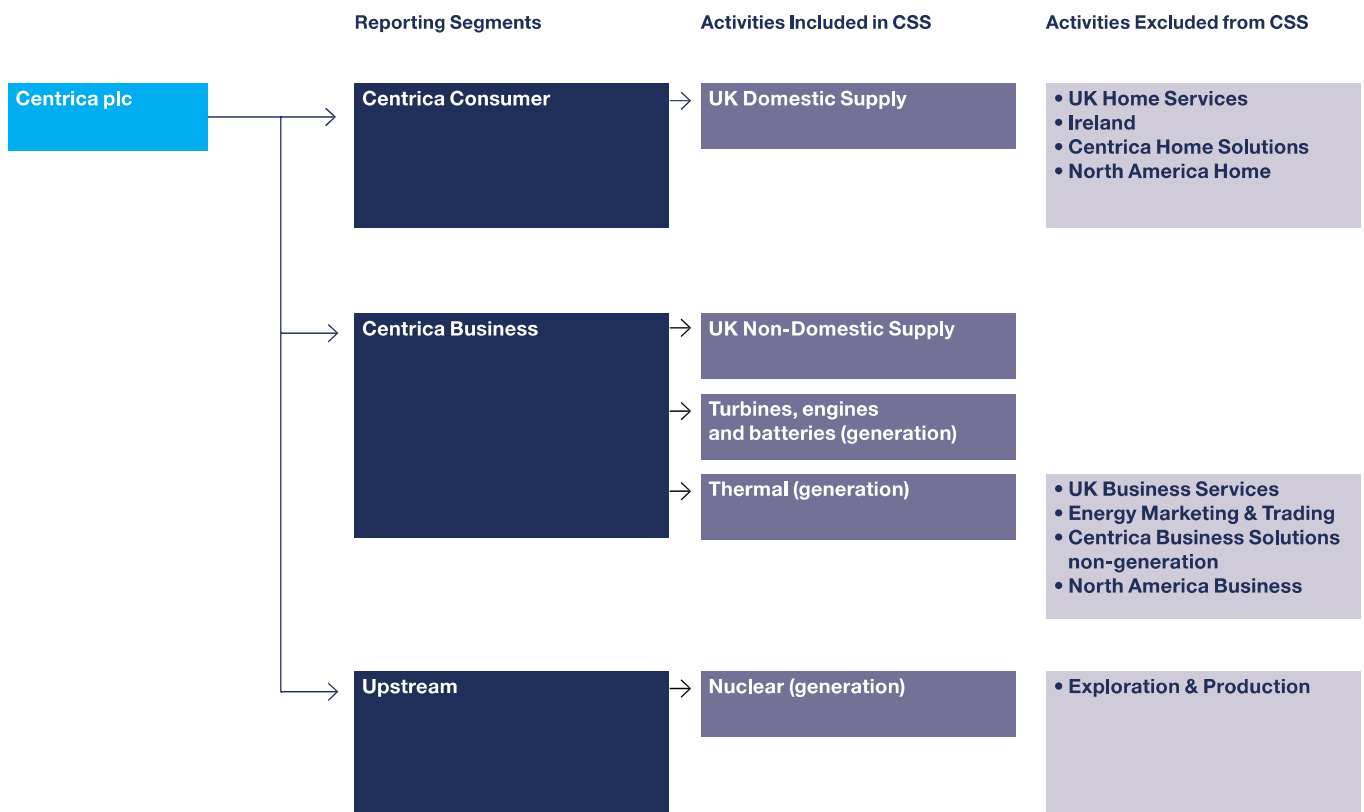 Reporting Segments
Activities Included in CSS
Activities Excluded from CSS
Centrica plc
Centrica Consumer
UK Domestic Supply
• UK Home Services
• Ireland
• Centrica Home Solutions
• North America Home
Centrica Business
UK Non-Domestic Supply
Turbines, engines
and batteries (generation)
Thermal (generation)
• UK Business Services
• Energy Marketing & Trading
• Centrica Business Solutions
non-generation
• North America Business
Upstream
Nuclear (generation)
• Exploration & Production